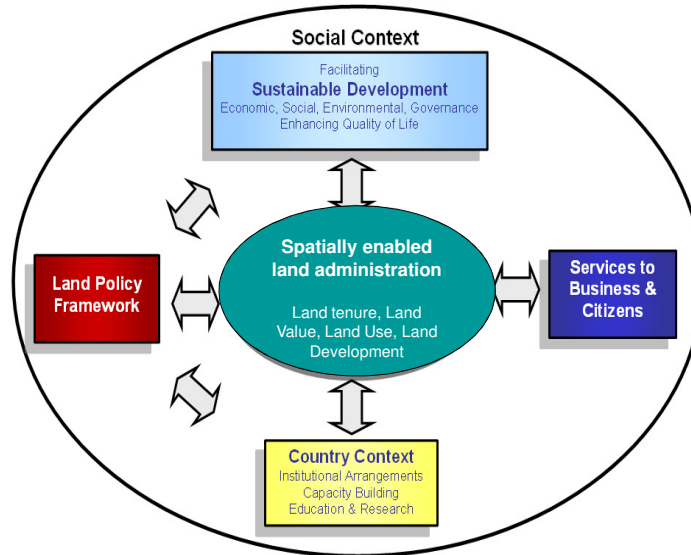 Social Context
Facilitating
Sustainable Development
Economic, Social, Environmental, Governance
Enhancing Quality of Life
Land Policy
Framework
Spatially enabled
land administration
Land tenure, Land
Value, Land Use, Land
Development
Services to
Business &
Citizens
Country Context
Institutional Arrangements
Capacity Building
Education & Research